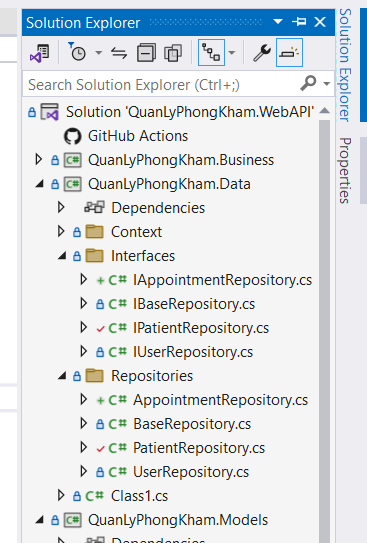 Solution Explorer
Search Solution Explorer (Ctrl+;)
Solution 'QuanLyPhongKham.WebAPI'
GitHub Actions
QuanLyPhongKham.Business
QuanLyPhongKham.Data
Dependencies
Context
Interfaces
C# IAppointmentRepository.cs
C# IBaseRepository.cs
C# IPatientRepository.cs
C# IUserRepository.cs
Repositories
C# AppointmentRepository.cs
C# BaseRepository.cs
C# PatientRepository.cs
C# UserRepository.cs
C# Class1.cs
QuanLyPhongKham.Models
Solution Explorer
Properties